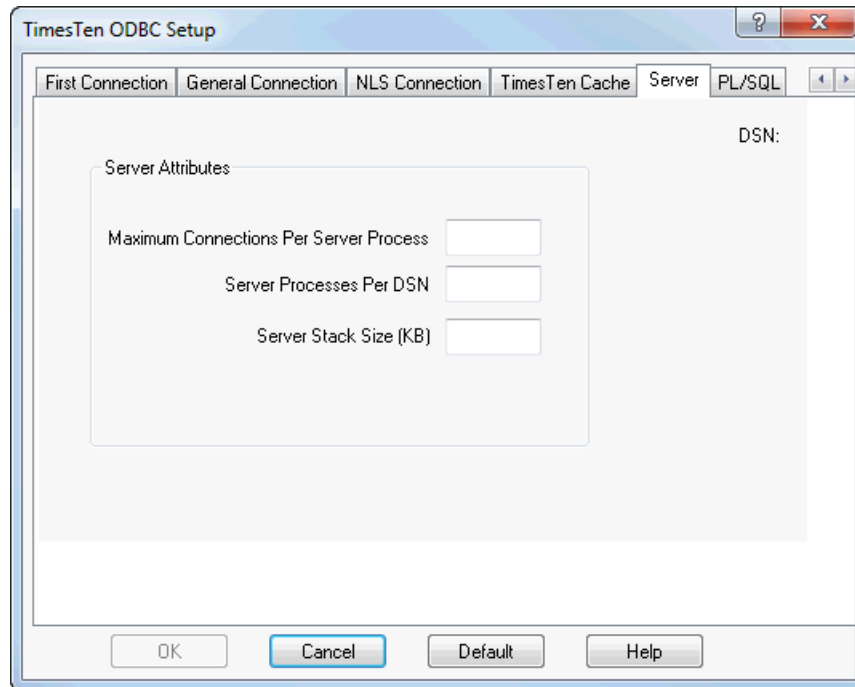 TimesTen ODBC Setup
First Connection General Connection NLS Connection TimesTen Cache Server PL/SQL
DSN:
Server Attributes
Maximum Connections Per Server Process
Server Processes Per DSN
Server Stack Size (KB)
OK Cancel Default Help